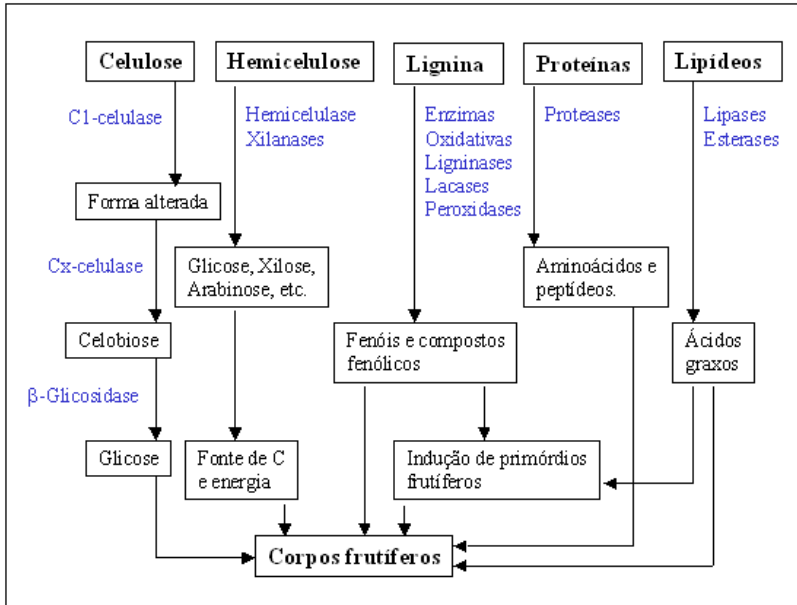 Celulose
Hemicelulose
Lignina
Proteínas
Lipídeos
C1-celulase
Hemicelulase
Xilanases
Enzimas
Oxidativas
Ligninases
Lacases
Peroxidases
Proteases
Lipases
Esterases
Forma alterada
Cx-celulase
Glicose, Xilose,
Arabinose, etc.
Aminoácidos e
peptídeos.
Celobiose
Fenóis e compostos
fenólicos
Ácidos
graxos
β-Glicosidase
Glicose
Fonte de C
e energia
Indução de primórdios
frutíferos
Corpos frutíferos